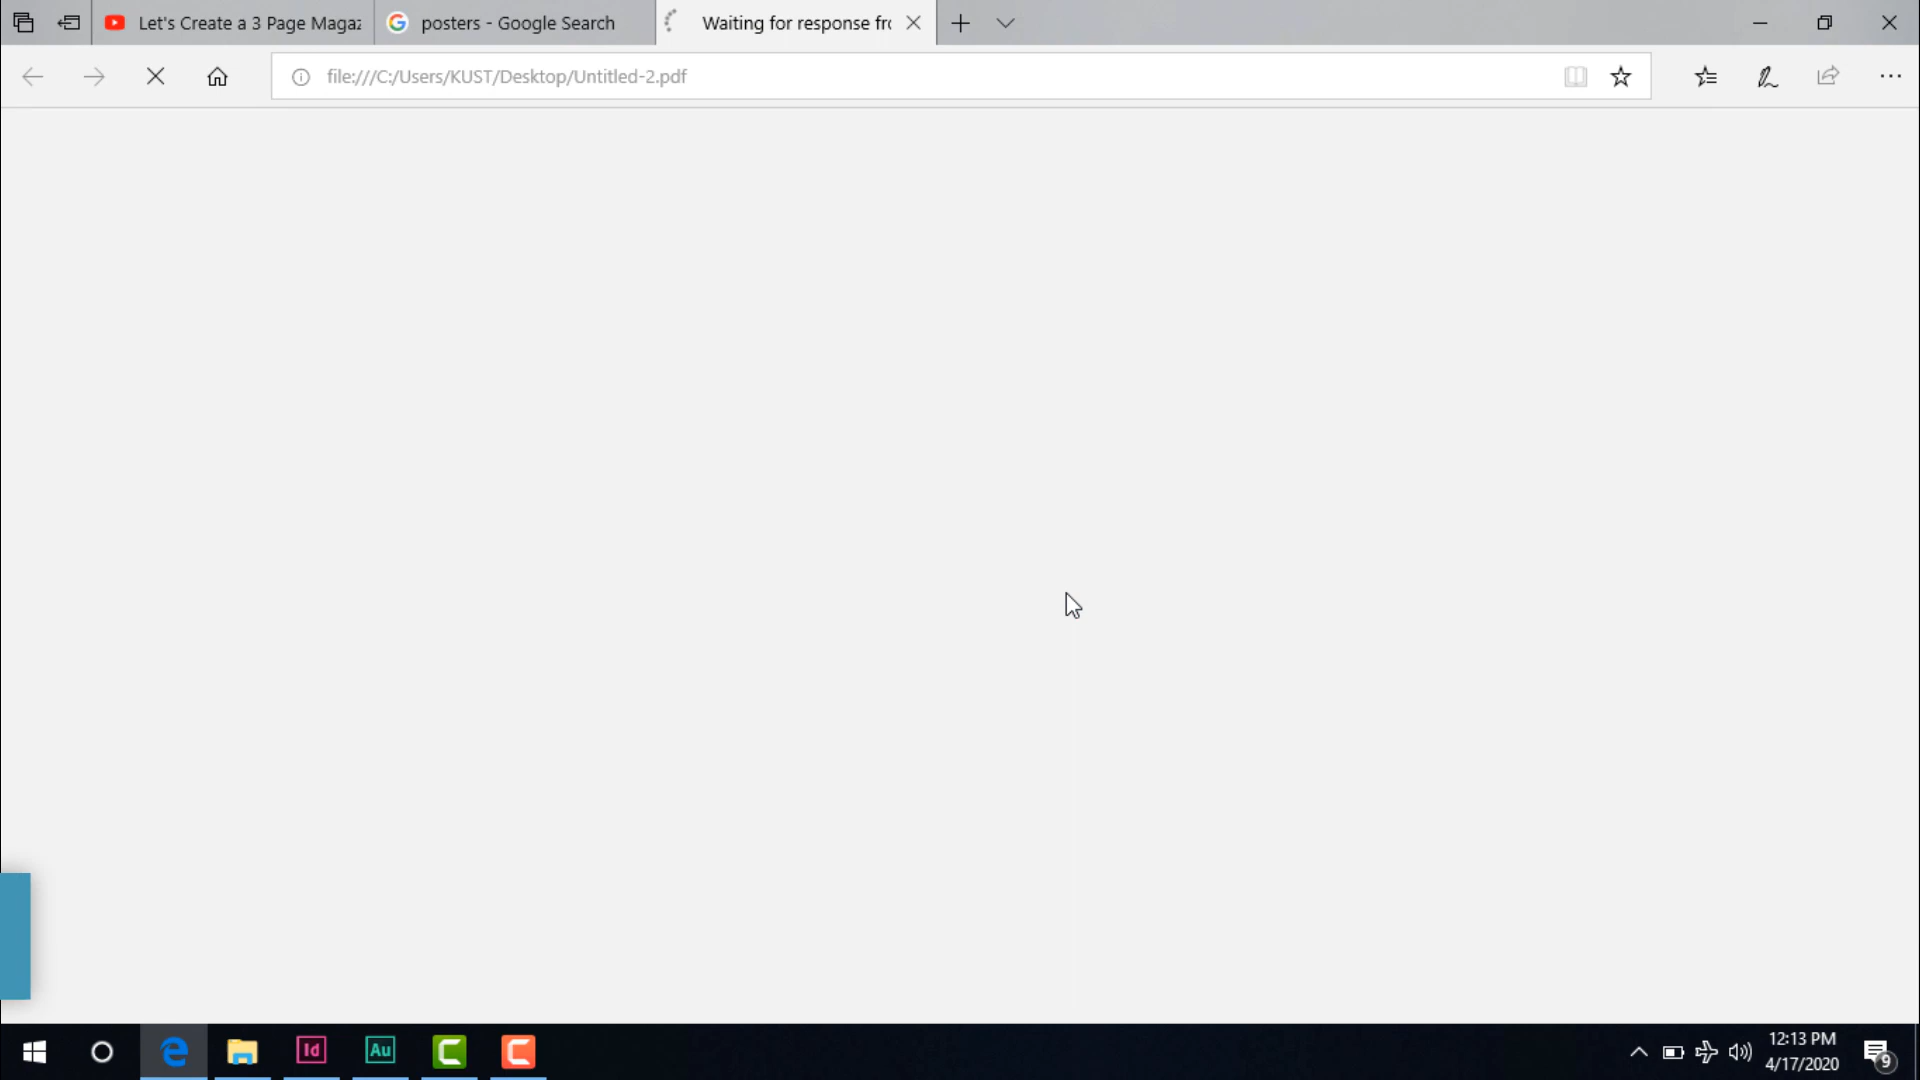 Let's Create a 3 Page Magaz
posters - Google Search
Waiting for response fro
file:///C:/Users/KUST/Desktop/Untitled-2.pdf
Id
Au
12:13 PM
4/17/2020
9